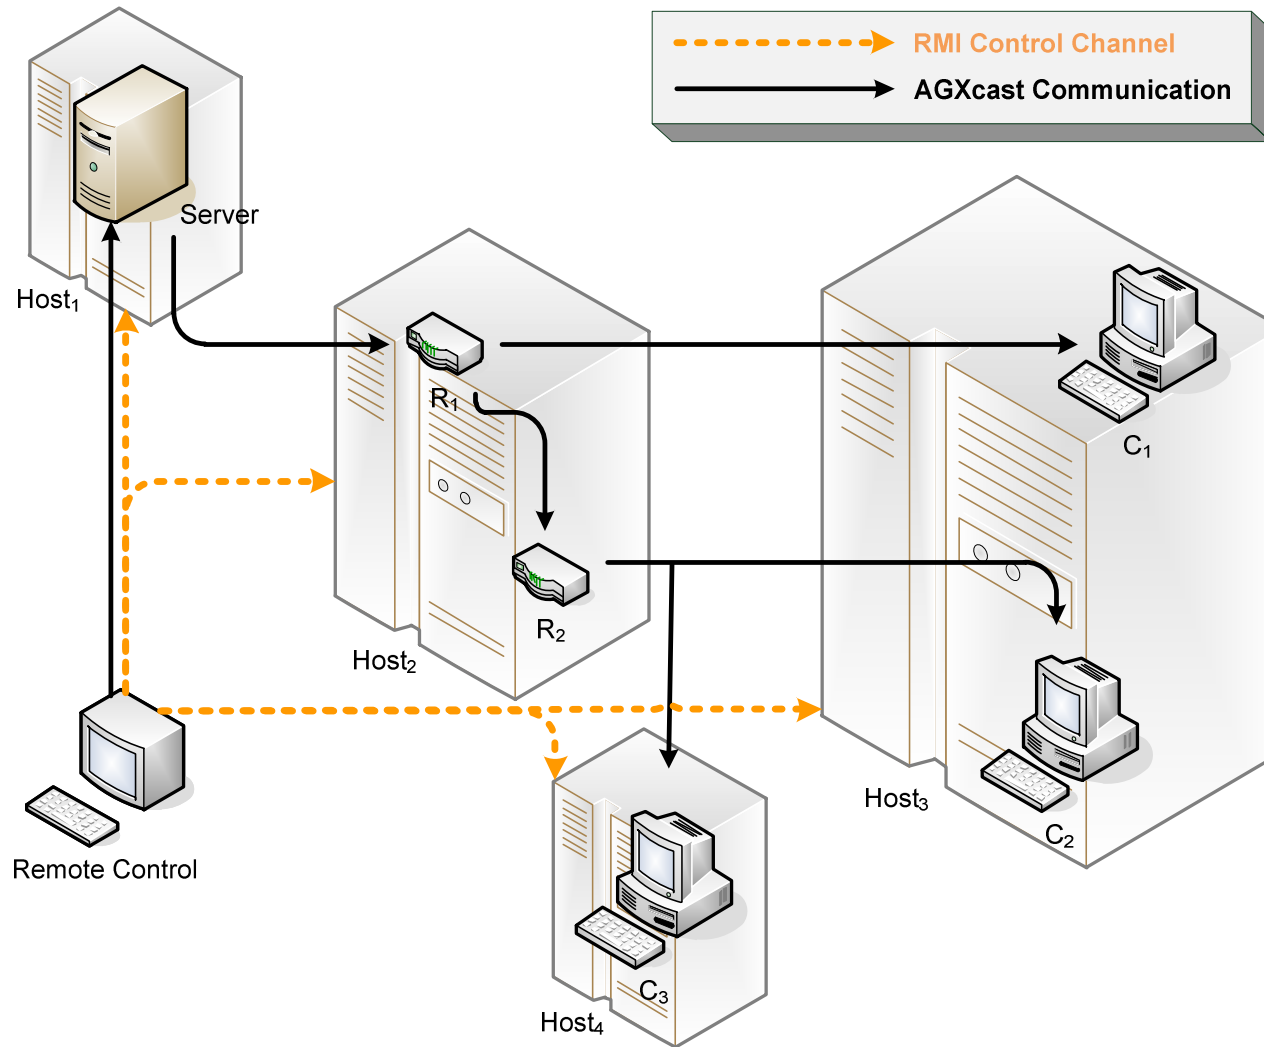 RMI Control Channel
AGXcast Communication
Server
Host₁
R₁
C₁
R₂
Host₂
Host₃
C₂
Remote Control
C₃
Host₄